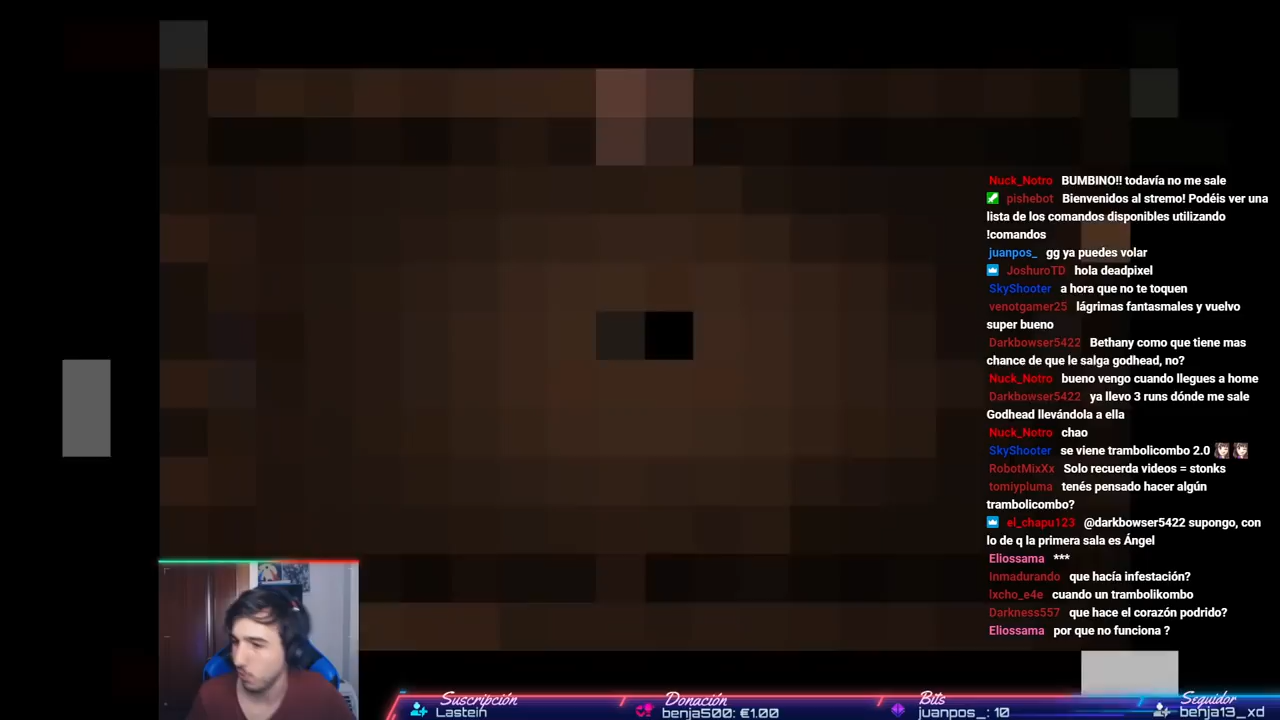 Nuck_Notro BUMBINO!! todavía no me sale
pishebot Bienvenidos al stremo! Podéis ver una
lista de los comandos disponibles utilizando
!comandos
juanpos_ gg ya puedes volar
JoshuroTD hola deadpixel
SkyShooter a hora que no te toquen
venotgamer25 lágrimas fantasmales y vuelvo
super bueno
Darkbowser5422 Bethany como que tiene mas
chance de que le salga godhead, no?
Nuck_Notro bueno vengo cuando llegues a home
Darkbowser5422 ya llevo 3 runs dónde me sale
Godhead llevándola a ella
Nuck_Notro chao
SkyShooter se viene trambolicombo 2.0
RobotMixXx Solo recuerda videos = stonks
tomiypluma tenés pensado hacer algún
trambolicombo?
el_chapu123 @darkbowser5422 supongo, con
lo de q la primera sala es Ángel
Eliossama ***
Inmadurando que hacía infestación?
lxcho_e4e cuando un trambolikombo
Darkness557 que hace el corazón podrido?
Eliossama por que no funciona ?
Suscripción Donación Bits Seguidor
Lastein benja500: €1.00 juanpos_: 10 benja13_xd